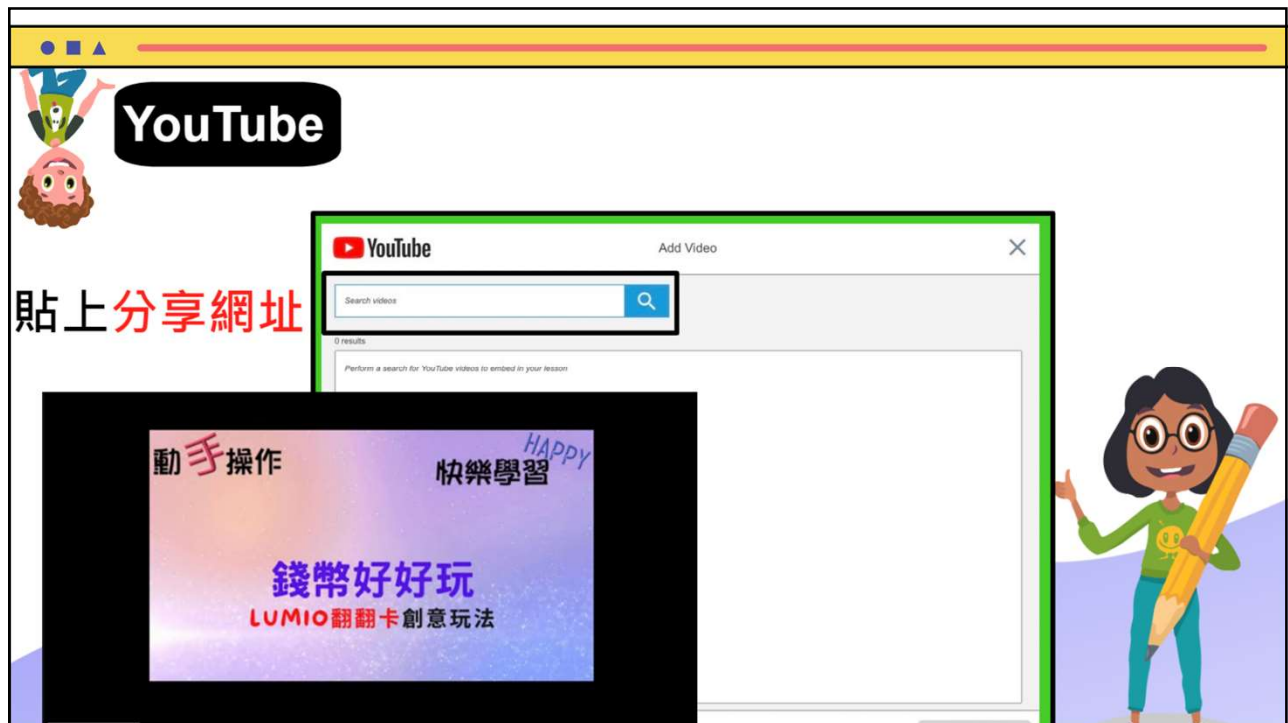 YouTube
YouTube
Add Video
貼上分享網址
Search videos
0 results
Perform a search for YouTube videos to embed in your lesson
動手操作
HAPPY
快樂學習
錢幣好好玩
LUMIO翻翻卡創意玩法